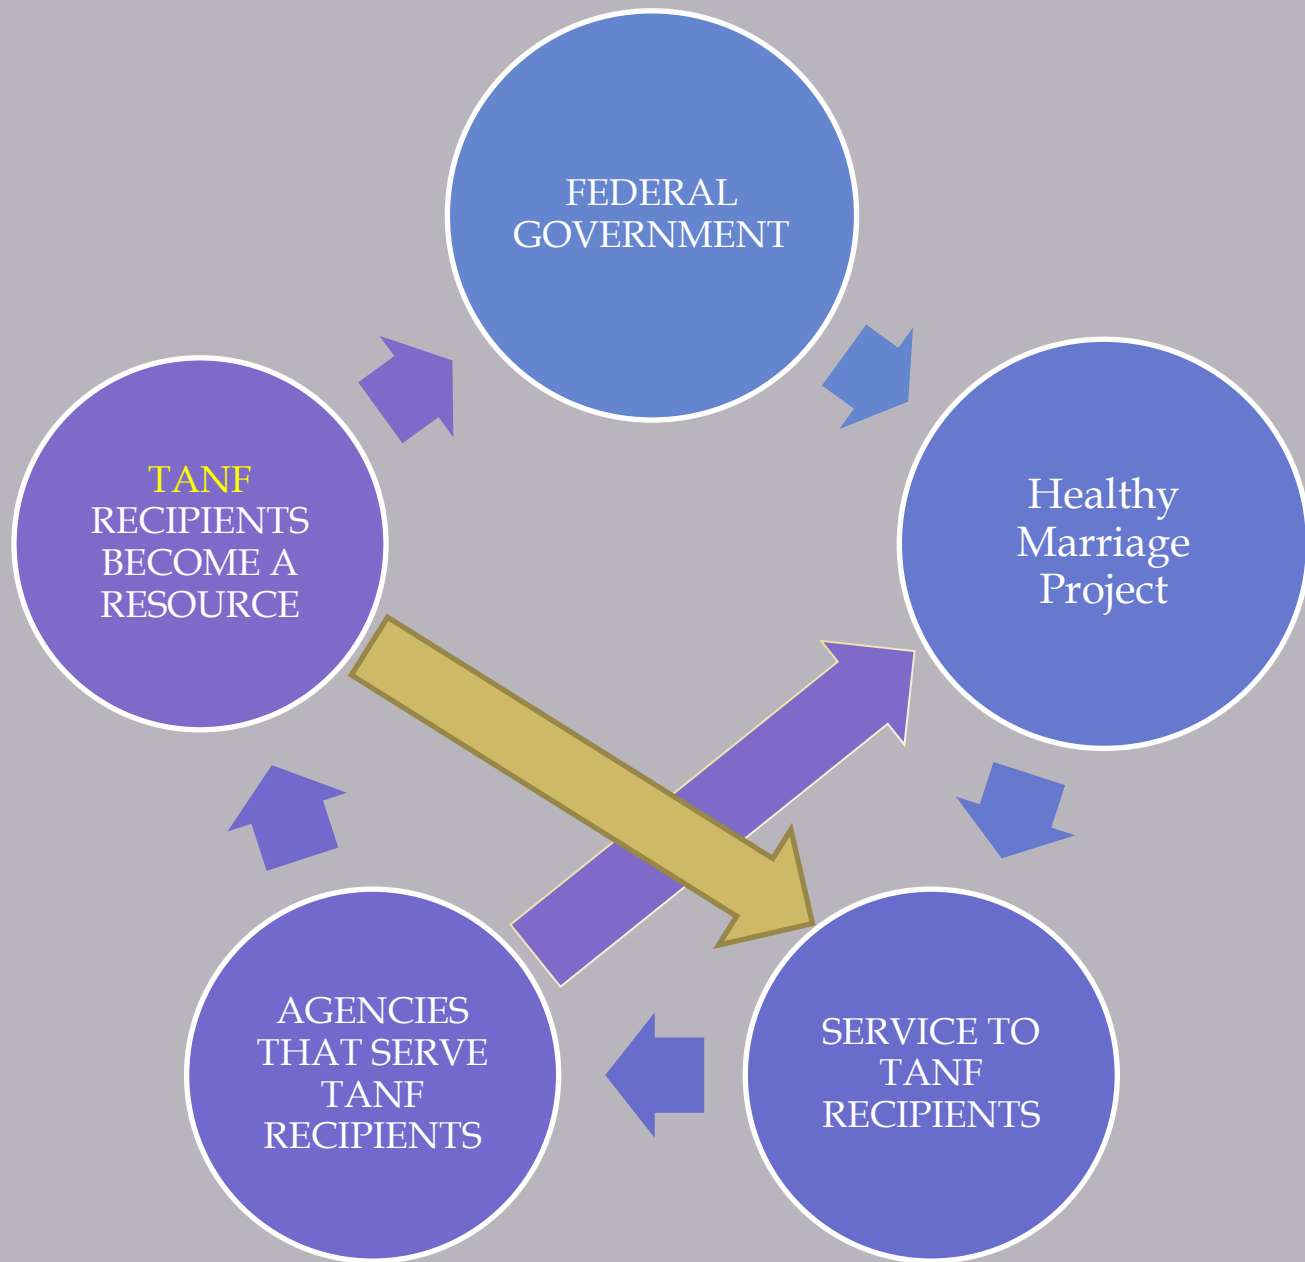 FEDERAL
GOVERNMENT
Healthy
Marriage
Project
SERVICE TO
TANF
RECIPIENTS
AGENCIES
THAT SERVE
TANF
RECIPIENTS
TANF
RECIPIENTS
BECOME A
RESOURCE